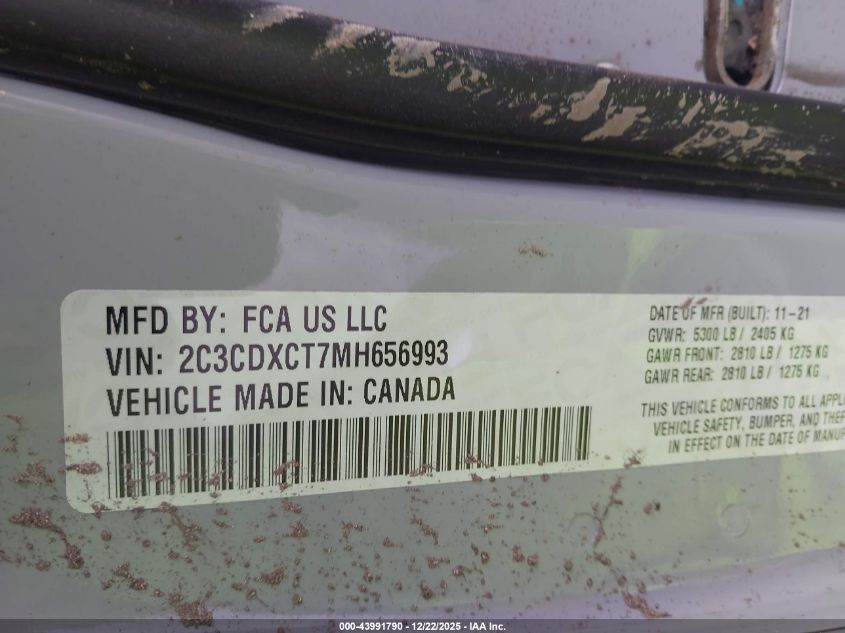 MFD BY: FCA US LLC
VIN: 2C3CDXCT7MH656993
VEHICLE MADE IN: CANADA
DATE OF MFR (BUILT): 11-21
GVWR: 5300 LB / 2405 KG
GAWR FRONT: 2810 LB / 1275 KG
GAWR REAR: 2810 LB / 1275 KG
THIS VEHICLE CONFORMS TO ALL APPLI
VEHICLE SAFETY, BUMPER, AND THEF
IN EFFECT ON THE DATE OF MANUF
000-43991790 - 12/22/2025 - IAA Inc.